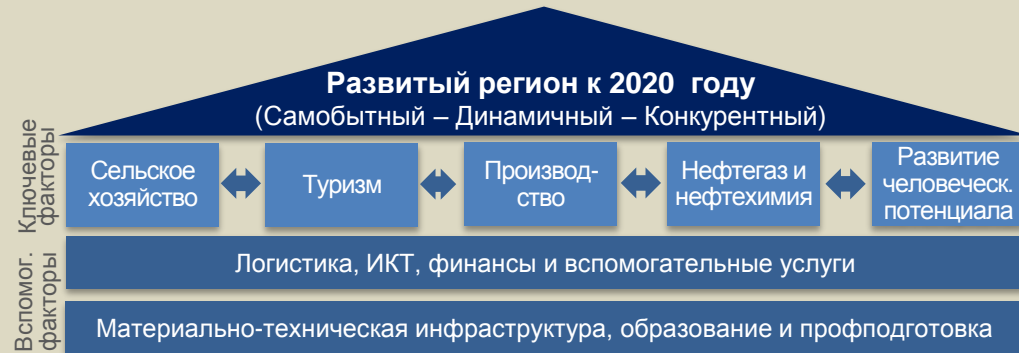 Развитый регион к 2020 году
(Самобытный – Динамичный – Конкурентный)
Ключевые
факторы
Сельское
хозяйство
Туризм
Производ-
ство
Нефтегаз и
нефтехимия
Развитие
человеческ.
потенциала
Вспомог.
факторы
Логистика, ИКТ, финансы и вспомогательные услуги
Материально-техническая инфраструктура, образование и профподготовка